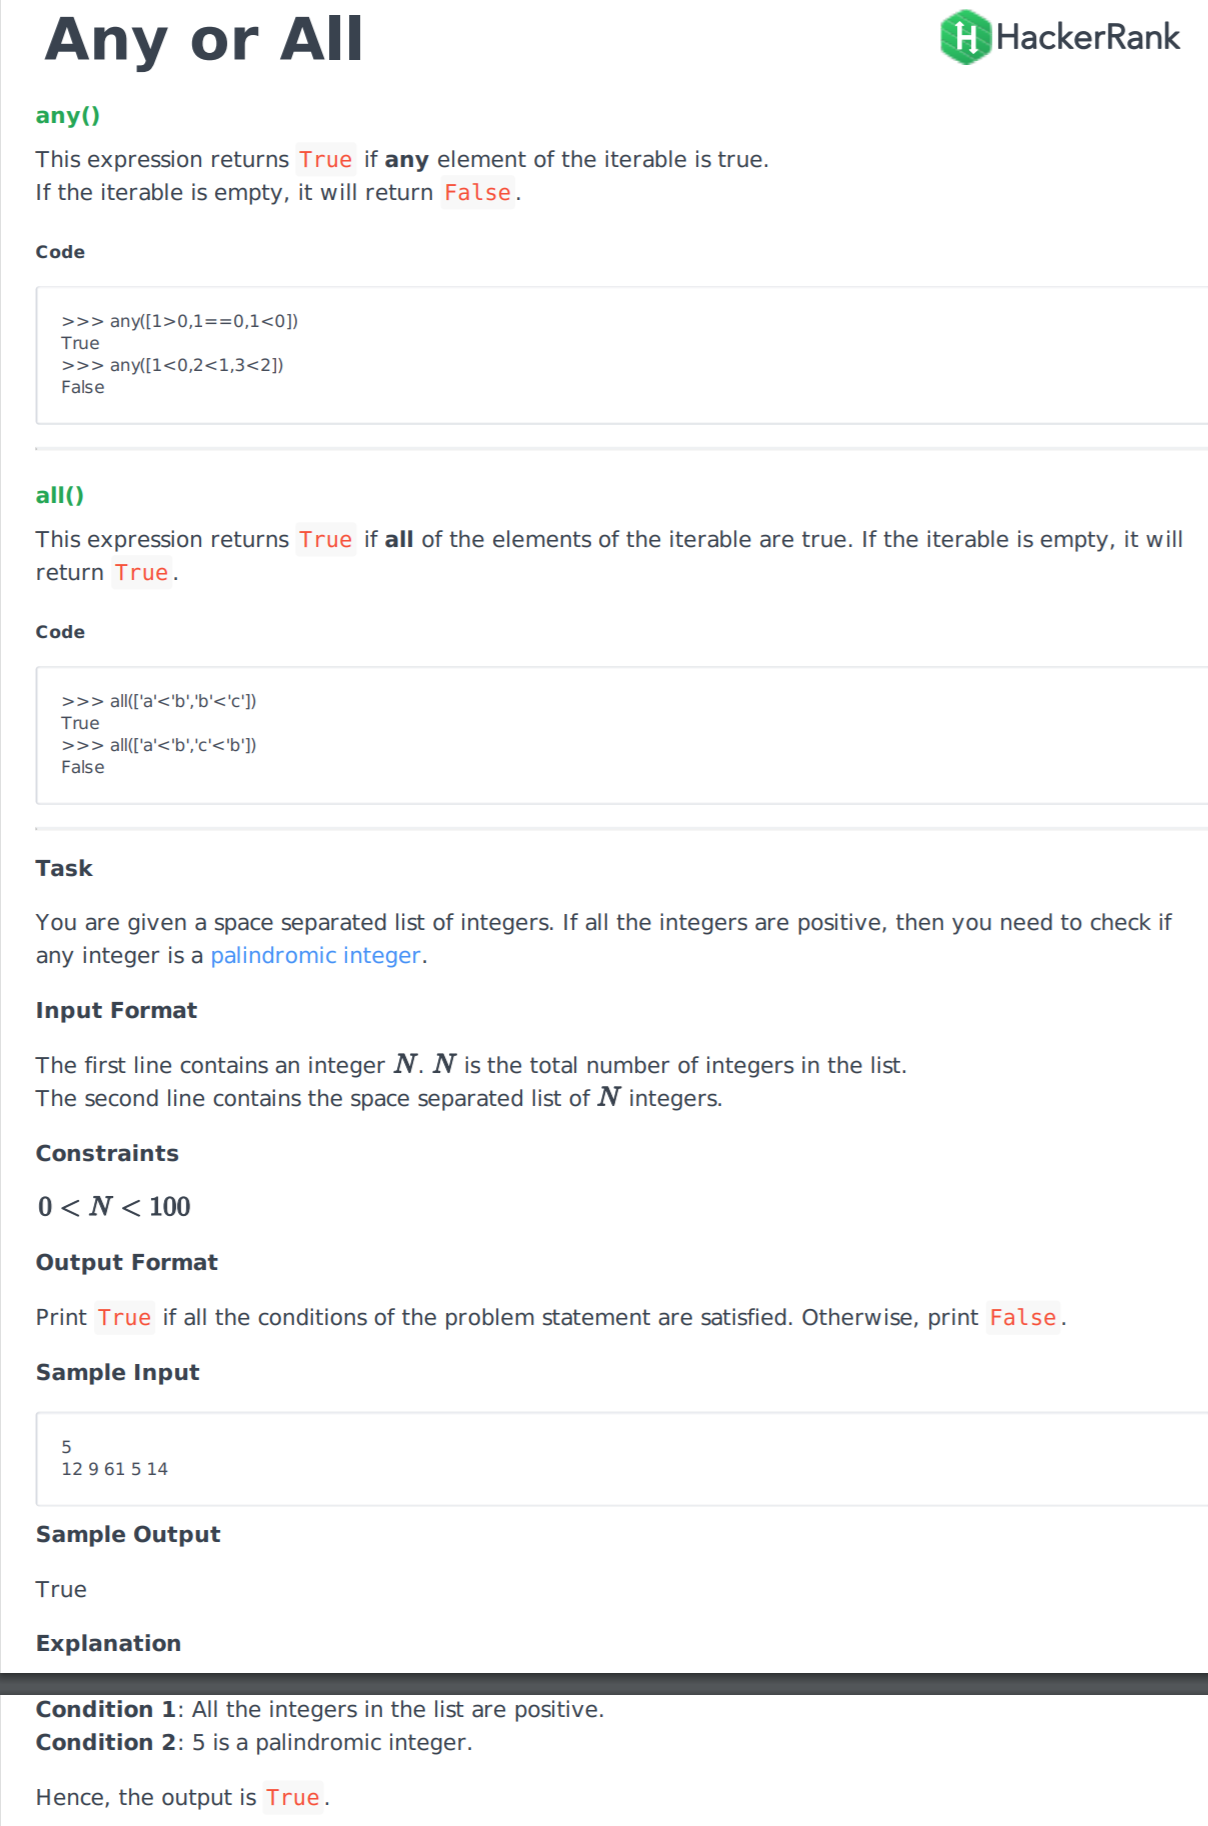 Any or All
HackerRank
any()
This expression returns True if any element of the iterable is true.
If the iterable is empty, it will return False.
Code
>>> any([1>0,1==0,1<0])
True
>>> any([1<0,2<1,3<2])
False
all()
This expression returns True if all of the elements of the iterable are true. If the iterable is empty, it will
return True.
Code
>>> all(['a'<'b','b'<'c'])
True
>>> all(['a'<'b','c'<'b'])
False
Task
You are given a space separated list of integers. If all the integers are positive, then you need to check if
any integer is a palindromic integer.
Input Format
The first line contains an integer N. N is the total number of integers in the list.
The second line contains the space separated list of N integers.
Constraints
0 < N < 100
Output Format
Print True if all the conditions of the problem statement are satisfied. Otherwise, print False.
Sample Input
5
12 9 61 5 14
Sample Output
True
Explanation
Condition 1: All the integers in the list are positive.
Condition 2: 5 is a palindromic integer.
Hence, the output is True.